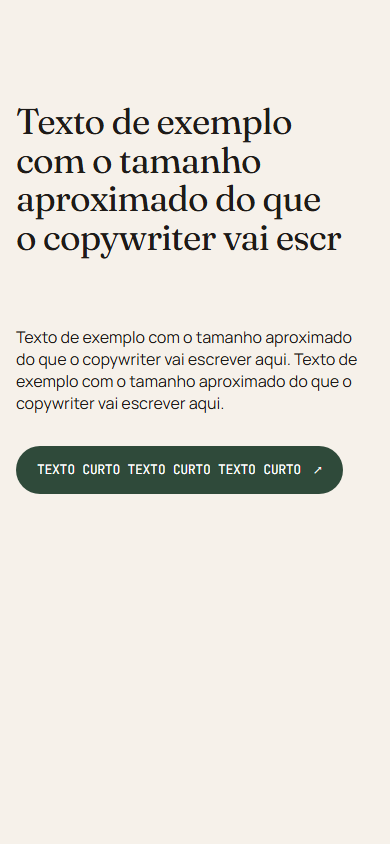 Texto de exemplo
com o tamanho
aproximado do que
o copywriter vai escr
Texto de exemplo com o tamanho aproximado
do que o copywriter vai escrever aqui. Texto de
exemplo com o tamanho aproximado do que o
copywriter vai escrever aqui.
TEXTO CURTO TEXTO CURTO TEXTO CURTO ↗